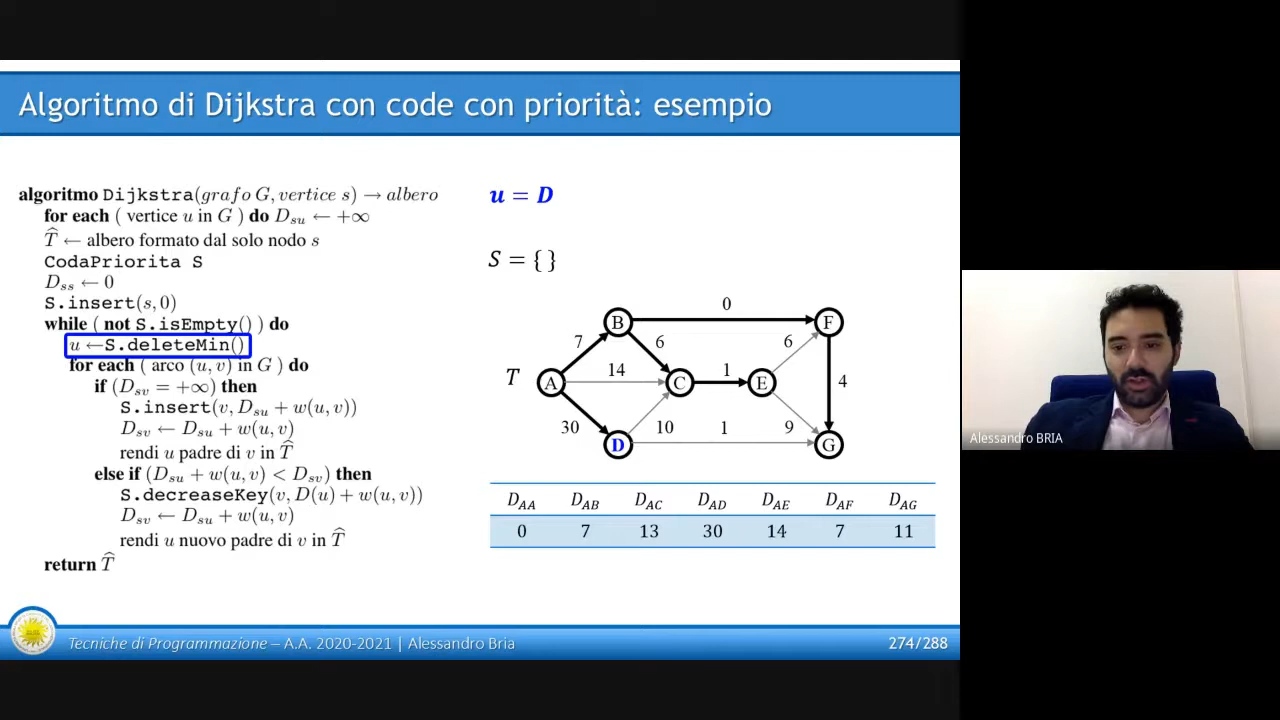 Algoritmo di Dijkstra con code con priorità: esempio
algoritmo Dijkstra(grafo G, vertice s) → albero
for each ( vertice u in G ) do D_su ← +∞
T̂ ← albero formato dal solo nodo s
CodaPriorita S
D_ss ← 0
S.insert(s, 0)
while ( not S.isEmpty() ) do
u ←S.deleteMin()
for each ( arco (u, v) in G ) do
if (D_sv = +∞) then
S.insert(v, D_su + w(u, v))
D_sv ← D_su + w(u, v)
rendi u padre di v in T̂
else if (D_su + w(u, v) < D_sv) then
S.decreaseKey(v, D(u) + w(u, v))
D_sv ← D_su + w(u, v)
rendi u nuovo padre di v in T̂
return T̂
u = D
S = { }
0
B F
7 6 6
14 1
T A C E 4
30 10 1 9
D G
D_AA D_AB D_AC D_AD D_AE D_AF D_AG
0 7 13 30 14 7 11
Tecniche di Programmazione – A.A. 2020-2021 | Alessandro Bria
274/288
Alessandro BRIA